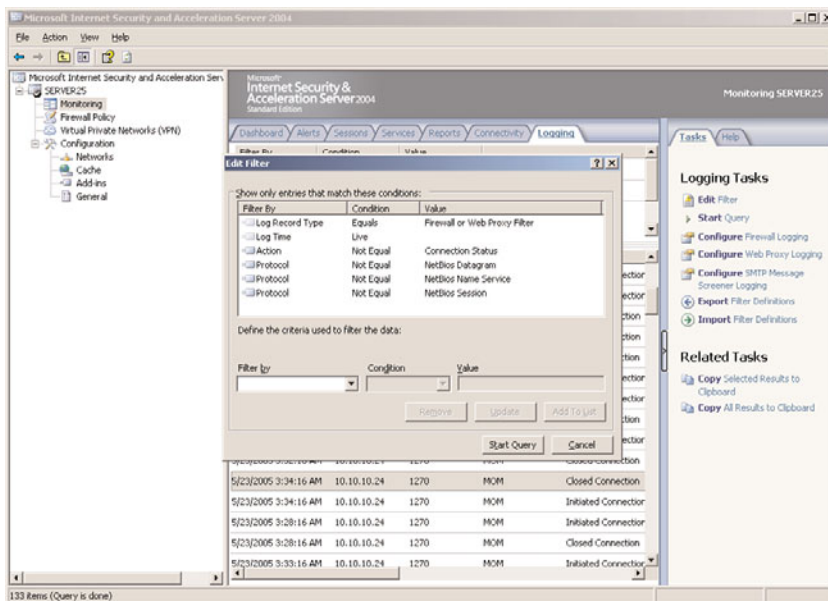 Microsoft Internet Security and Acceleration Server 2004
File Action View Help
Microsoft Internet Security and Acceleration Serv
SERVER25
Monitoring
Firewall Policy
Virtual Private Networks (VPN)
Configuration
Networks
Cache
Add-ins
General
Microsoft
Internet Security &
Acceleration Server 2004
Standard Edition
Monitoring SERVER25
Dashboard Alerts Sessions Services Reports Connectivity Logging
Filter By Condition Value
Edit Filter
Show only entries that match these conditions:
Filter By Condition Value
Log Record Type Equals Firewall or Web Proxy Filter
Log Time Live
Action Not Equal Connection Status
Protocol Not Equal NetBios Datagram
Protocol Not Equal NetBios Name Service
Protocol Not Equal NetBios Session
Define the criteria used to filter the data:
Filter by Condition Value
Remove Update Add To List
Start Query Cancel
5/23/2005 3:34:16 AM 10.10.10.24 1270 MOM Closed Connection
5/23/2005 3:34:16 AM 10.10.10.24 1270 MOM Initiated Connection
5/23/2005 3:28:16 AM 10.10.10.24 1270 MOM Initiated Connection
5/23/2005 3:28:16 AM 10.10.10.24 1270 MOM Closed Connection
5/23/2005 3:33:16 AM 10.10.10.24 1270 MOM Initiated Connection
Tasks Help
Logging Tasks
Edit Filter
Start Query
Configure Firewall Logging
Configure Web Proxy Logging
Configure SMTP Message
Screener Logging
Export Filter Definitions
Import Filter Definitions
Related Tasks
Copy Selected Results to
Clipboard
Copy All Results to Clipboard
133 items (Query is done)